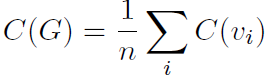 C(G) = \frac{1}{n} \sum_{i} C(v_i)